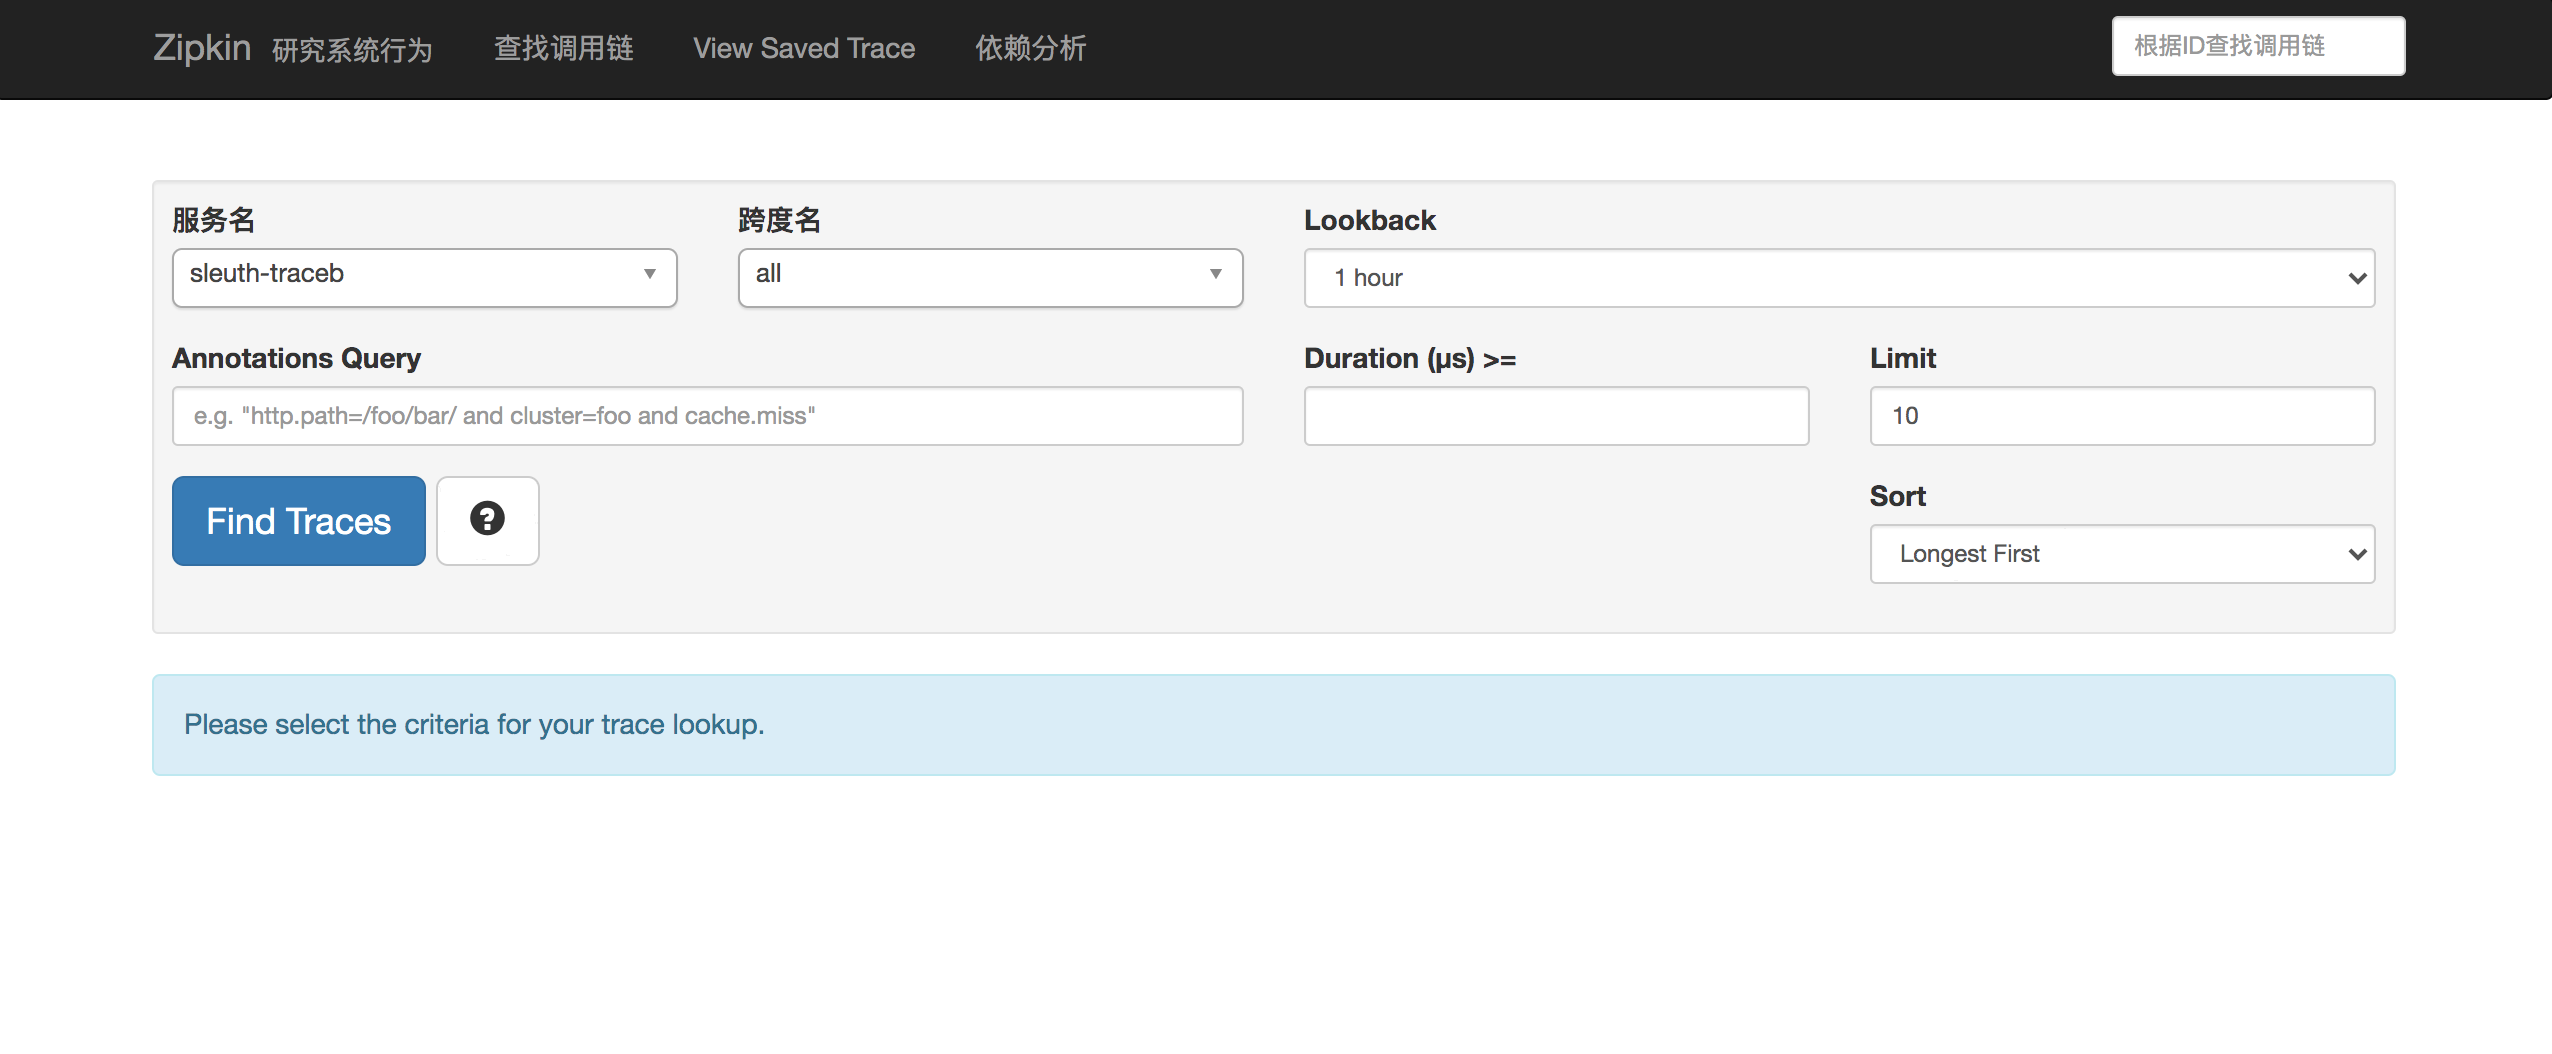 Zipkin 研究系统行为 查找调用链 View Saved Trace 依赖分析 根据ID查找调用链
服务名 跨度名 Lookback
sleuth-traceb all 1 hour
Annotations Query Duration (μs) >= Limit
e.g. "http.path=/foo/bar/ and cluster=foo and cache.miss" 10
Find Traces ? Sort
Longest First
Please select the criteria for your trace lookup.